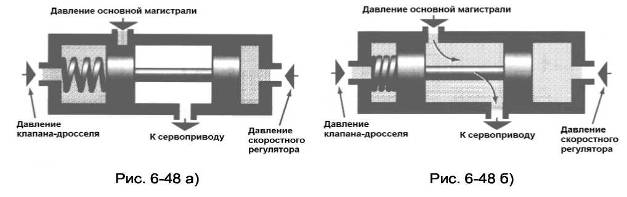 Давление основной магистрали
Давление
клапана-дросселя
К сервоприводу
Давление
скоростного
регулятора
Рис. 6-48 а)
Давление основной магистрали
Давление
клапана-дросселя
К сервоприводу
Давление
скоростного
регулятора
Рис. 6-48 б)